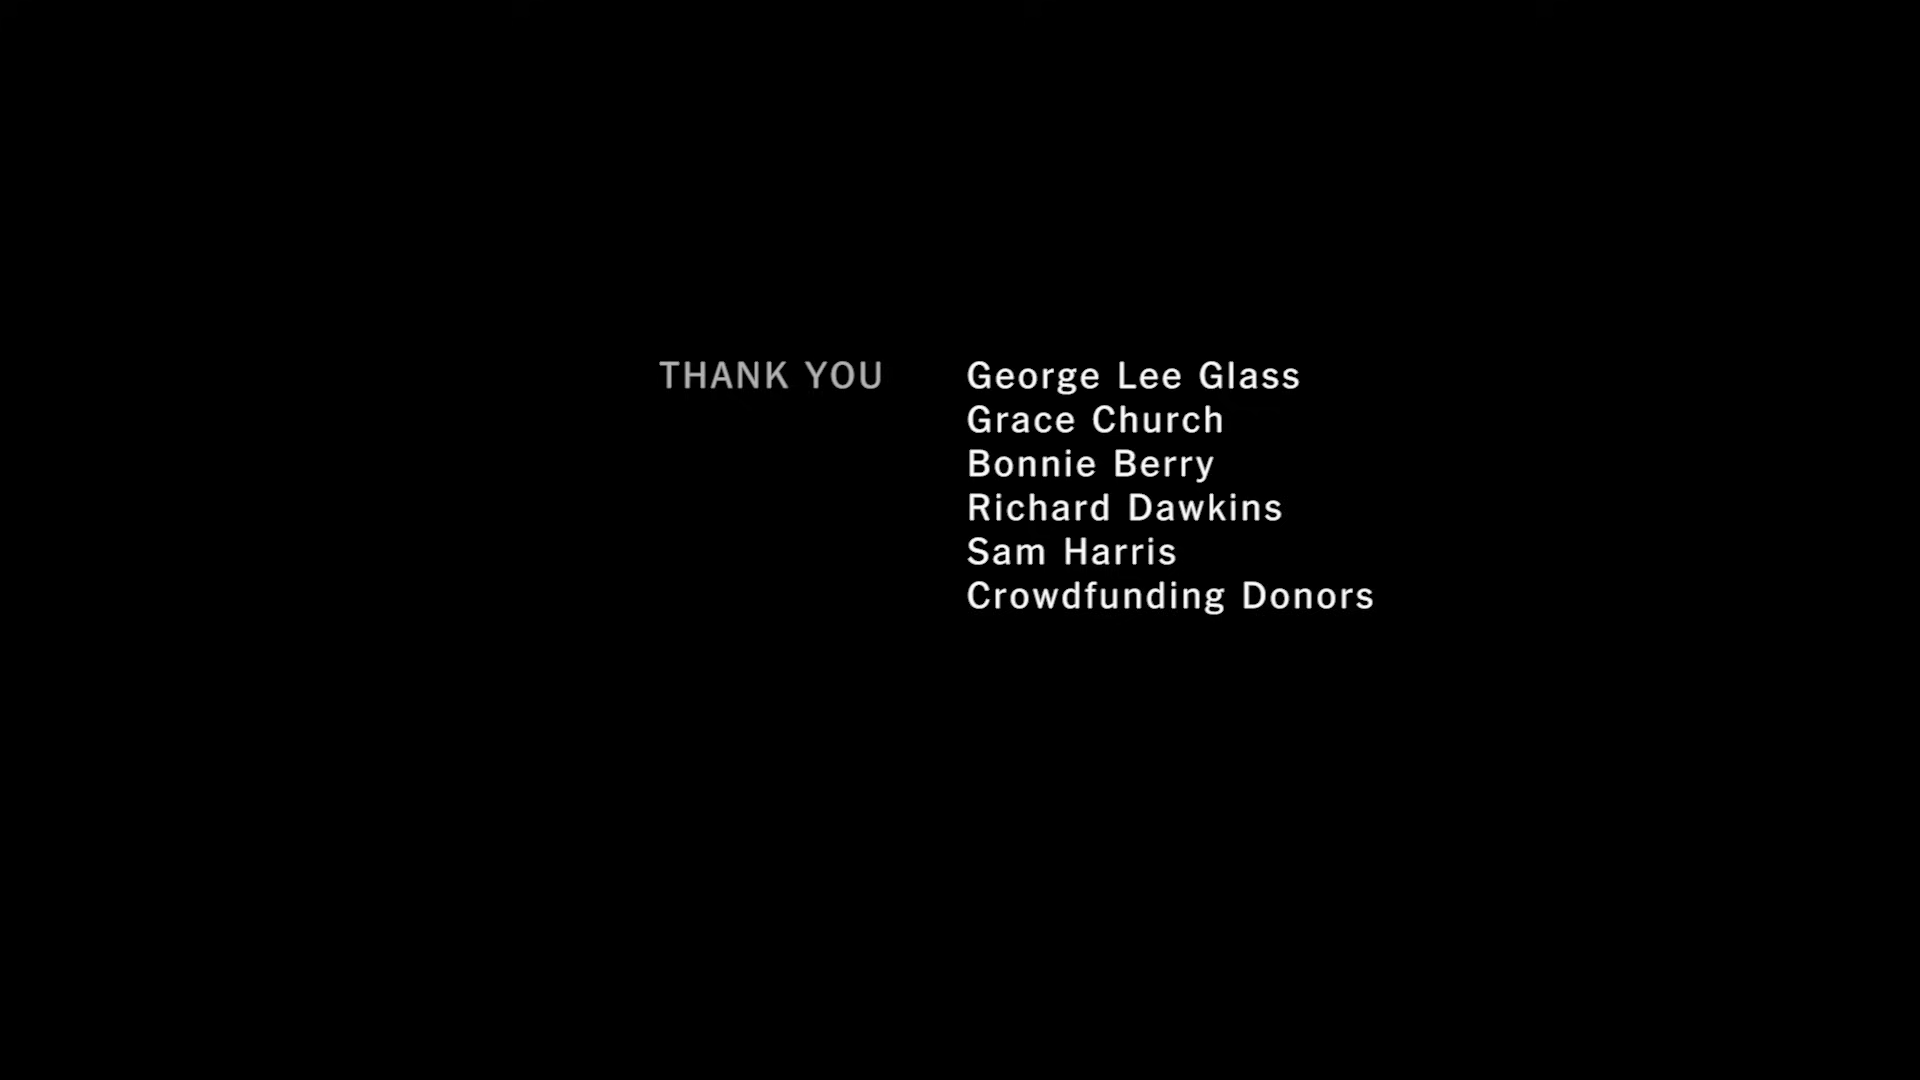 THANK YOU George Lee Glass
Grace Church
Bonnie Berry
Richard Dawkins
Sam Harris
Crowdfunding Donors